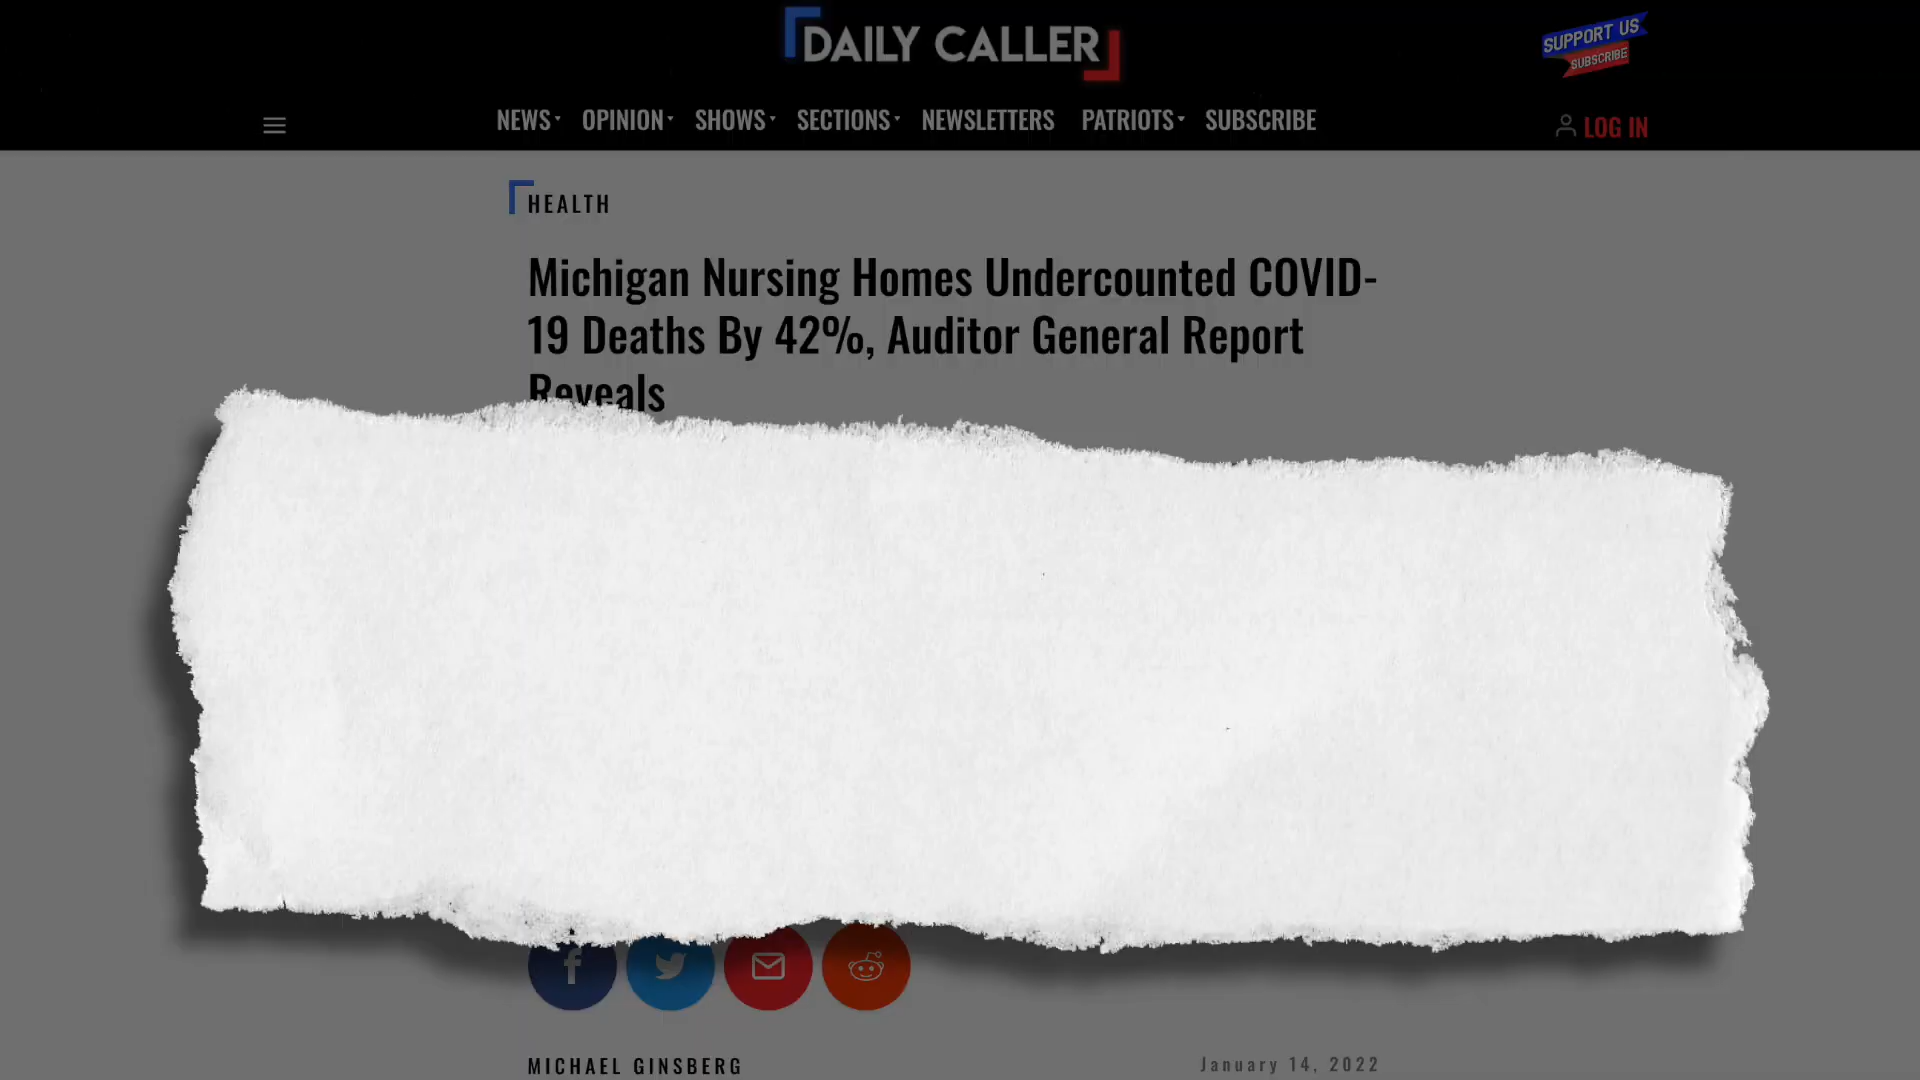 DAILY CALLER
SUPPORT US
SUBSCRIBE
NEWS OPINION SHOWS SECTIONS NEWSLETTERS PATRIOTS SUBSCRIBE
LOG IN
HEALTH
Michigan Nursing Homes Undercounted COVID-
19 Deaths By 42%, Auditor General Report
Reveals
MICHAEL GINSBERG
January 14, 2022